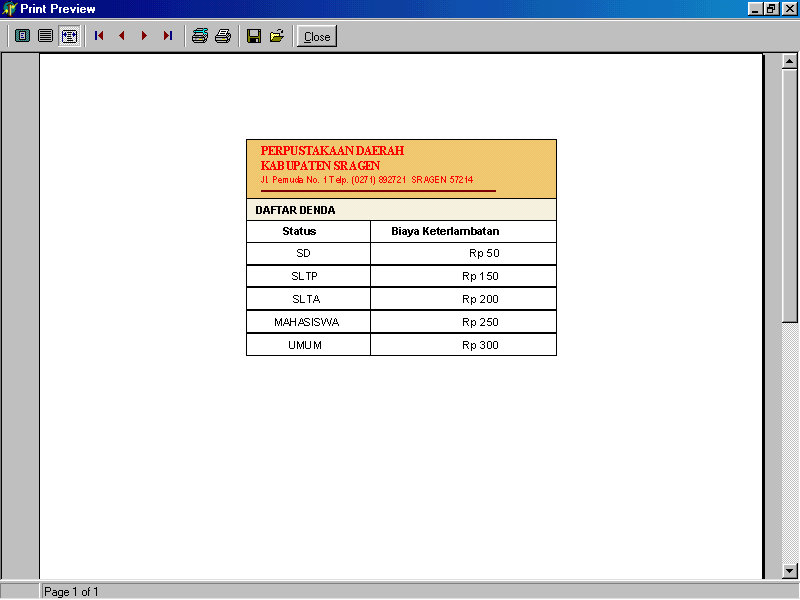 Print Preview
Close
PERPUSTAKAAN DAERAH
KABUPATEN SRAGEN
Jl. Pemuda No. 1 Telp. (0271) 892721 SRAGEN 57214
DAFTAR DENDA
Status Biaya Keterlambatan
SD Rp 50
SLTP Rp 150
SLTA Rp 200
MAHASISWA Rp 250
UMUM Rp 300
Page 1 of 1